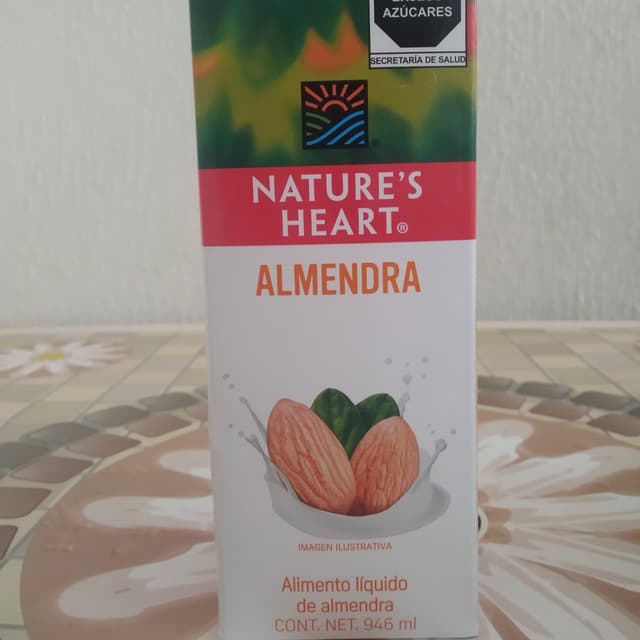 AZÚCARES
SECRETARÍA DE SALUD
NATURE'S
HEART®
ALMENDRA
IMAGEN ILUSTRATIVA
Alimento líquido
de almendra
CONT. NET. 946 ml